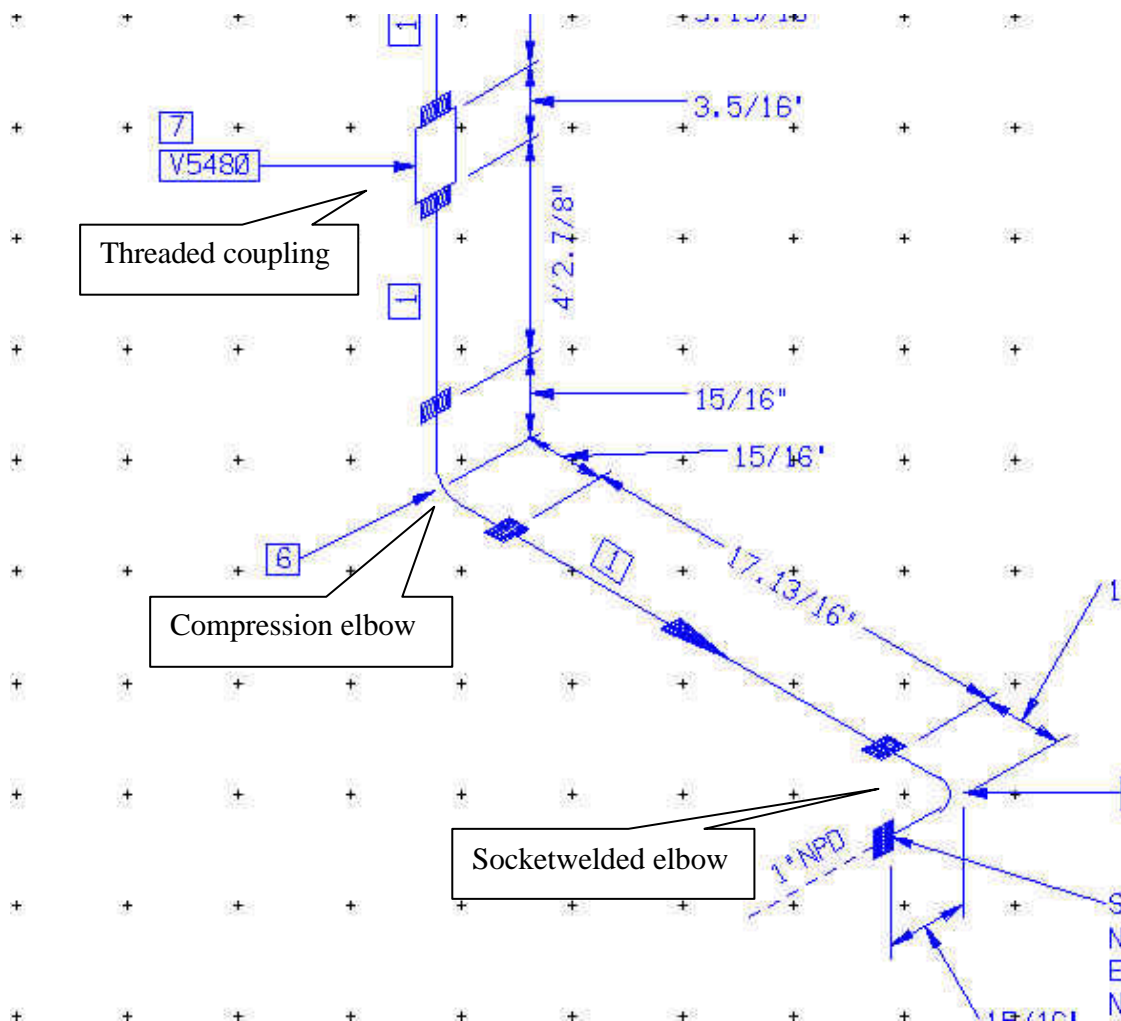 1
3.5/16"
7
V5480
Threaded coupling
4'2.7/8"
1
15/16"
15/16"
6
1
17.13/16"
Compression elbow
1"NPD
Socketwelded elbow